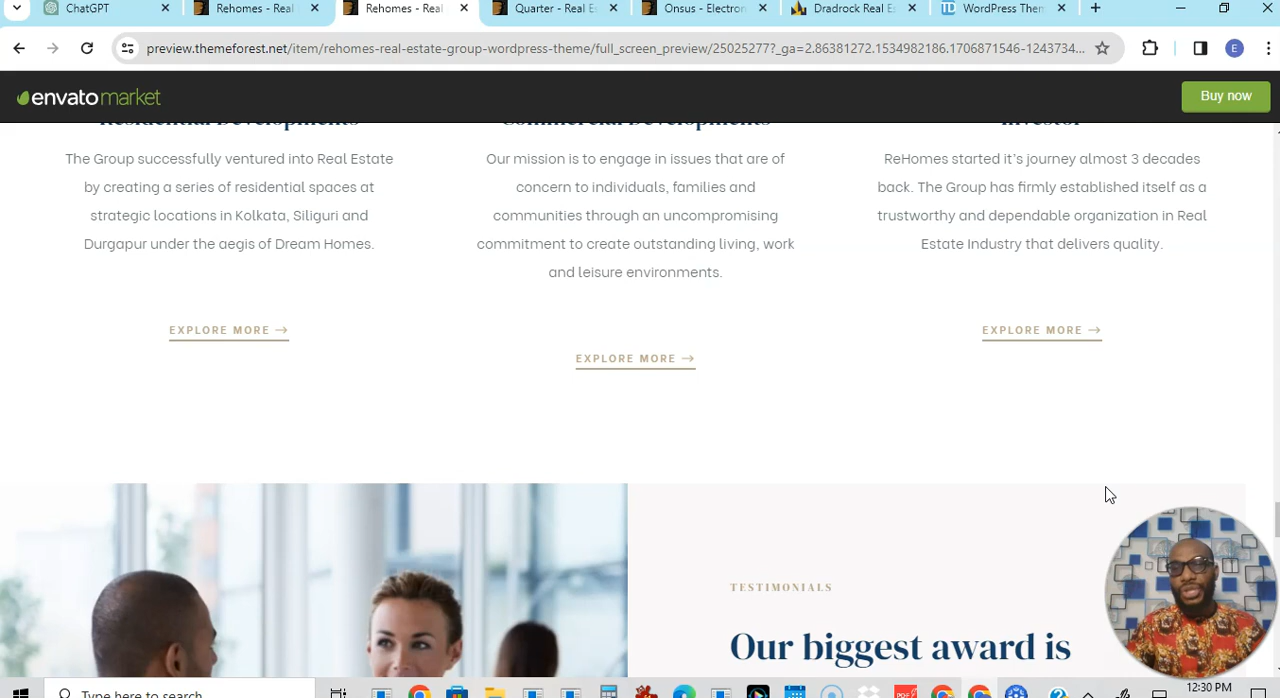 ChatGPT
Rehomes - Real
Rehomes - Real
Quarter - Real Es
Onsus - Electron
Dradrock Real E
WordPress Them
preview.themeforest.net/item/rehomes-real-estate-group-wordpress-theme/full_screen_preview/25025277?_ga=2.86381272.1534982186.1706871546-1243734...
E
envatomarket
Buy now
Residential Developments
Commercial Developments
Investor
The Group successfully ventured into Real Estate
by creating a series of residential spaces at
strategic locations in Kolkata, Siliguri and
Durgapur under the aegis of Dream Homes.
Our mission is to engage in issues that are of
concern to individuals, families and
communities through an uncompromising
commitment to create outstanding living, work
and leisure environments.
ReHomes started it's journey almost 3 decades
back. The Group has firmly established itself as a
trustworthy and dependable organization in Real
Estate Industry that delivers quality.
EXPLORE MORE →
EXPLORE MORE →
EXPLORE MORE →
TESTIMONIALS
Our biggest award is
Type here to search
12:30 PM